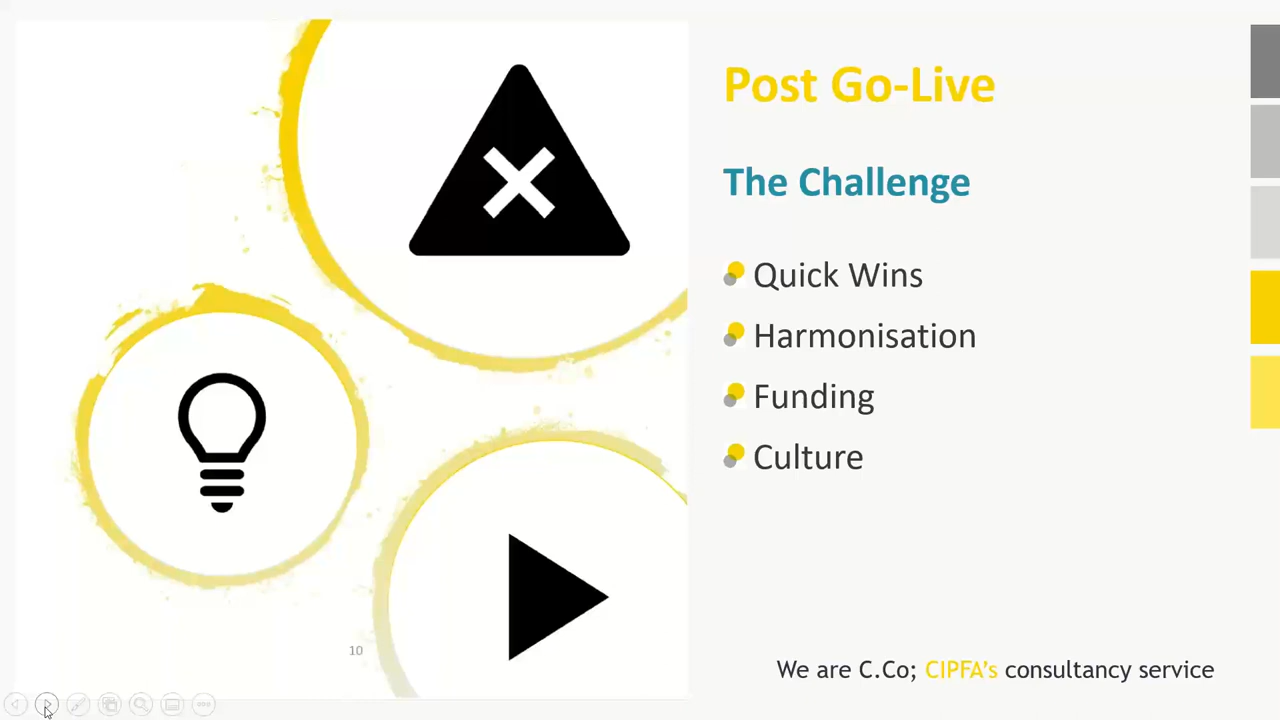 Post Go-Live
The Challenge
Quick Wins
Harmonisation
Funding
Culture
10
We are C.Co; CIPFA's consultancy service